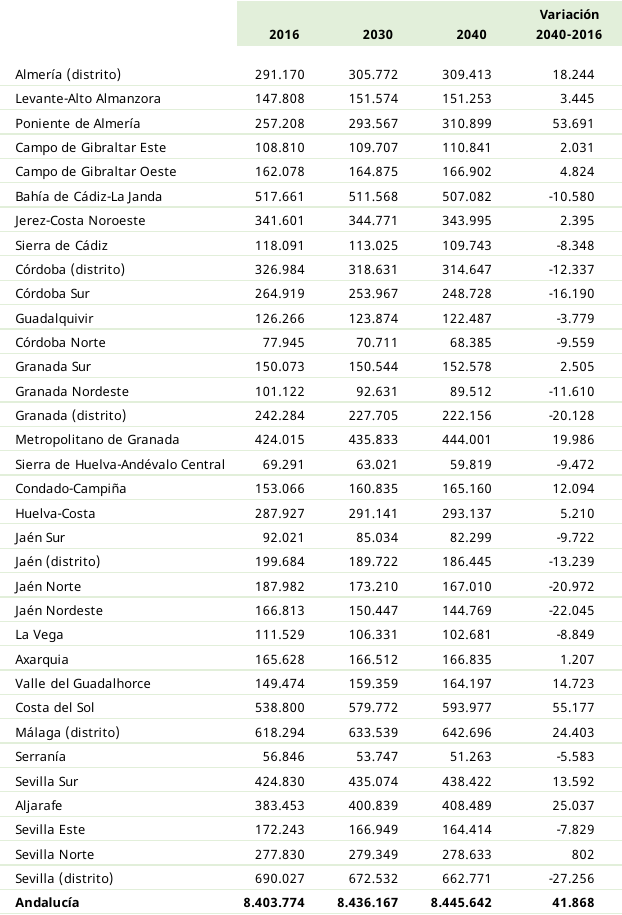 Variación
2016 2030 2040 2040-2016
Almería (distrito) 291.170 305.772 309.413 18.244
Levante-Alto Almanzora 147.808 151.574 151.253 3.445
Poniente de Almería 257.208 293.567 310.899 53.691
Campo de Gibraltar Este 108.810 109.707 110.841 2.031
Campo de Gibraltar Oeste 162.078 164.875 166.902 4.824
Bahía de Cádiz-La Janda 517.661 511.568 507.082 -10.580
Jerez-Costa Noroeste 341.601 344.771 343.995 2.395
Sierra de Cádiz 118.091 113.025 109.743 -8.348
Córdoba (distrito) 326.984 318.631 314.647 -12.337
Córdoba Sur 264.919 253.967 248.728 -16.190
Guadalquivir 126.266 123.874 122.487 -3.779
Córdoba Norte 77.945 70.711 68.385 -9.559
Granada Sur 150.073 150.544 152.578 2.505
Granada Nordeste 101.122 92.631 89.512 -11.610
Granada (distrito) 242.284 227.705 222.156 -20.128
Metropolitano de Granada 424.015 435.833 444.001 19.986
Sierra de Huelva-Andévalo Central 69.291 63.021 59.819 -9.472
Condado-Campiña 153.066 160.835 165.160 12.094
Huelva-Costa 287.927 291.141 293.137 5.210
Jaén Sur 92.021 85.034 82.299 -9.722
Jaén (distrito) 199.684 189.722 186.445 -13.239
Jaén Norte 187.982 173.210 167.010 -20.972
Jaén Nordeste 166.813 150.447 144.769 -22.045
La Vega 111.529 106.331 102.681 -8.849
Axarquia 165.628 166.512 166.835 1.207
Valle del Guadalhorce 149.474 159.359 164.197 14.723
Costa del Sol 538.800 579.772 593.977 55.177
Málaga (distrito) 618.294 633.539 642.696 24.403
Serranía 56.846 53.747 51.263 -5.583
Sevilla Sur 424.830 435.074 438.422 13.592
Aljarafe 383.453 400.839 408.489 25.037
Sevilla Este 172.243 166.949 164.414 -7.829
Sevilla Norte 277.830 279.349 278.633 802
Sevilla (distrito) 690.027 672.532 662.771 -27.256
Andalucía 8.403.774 8.436.167 8.445.642 41.868